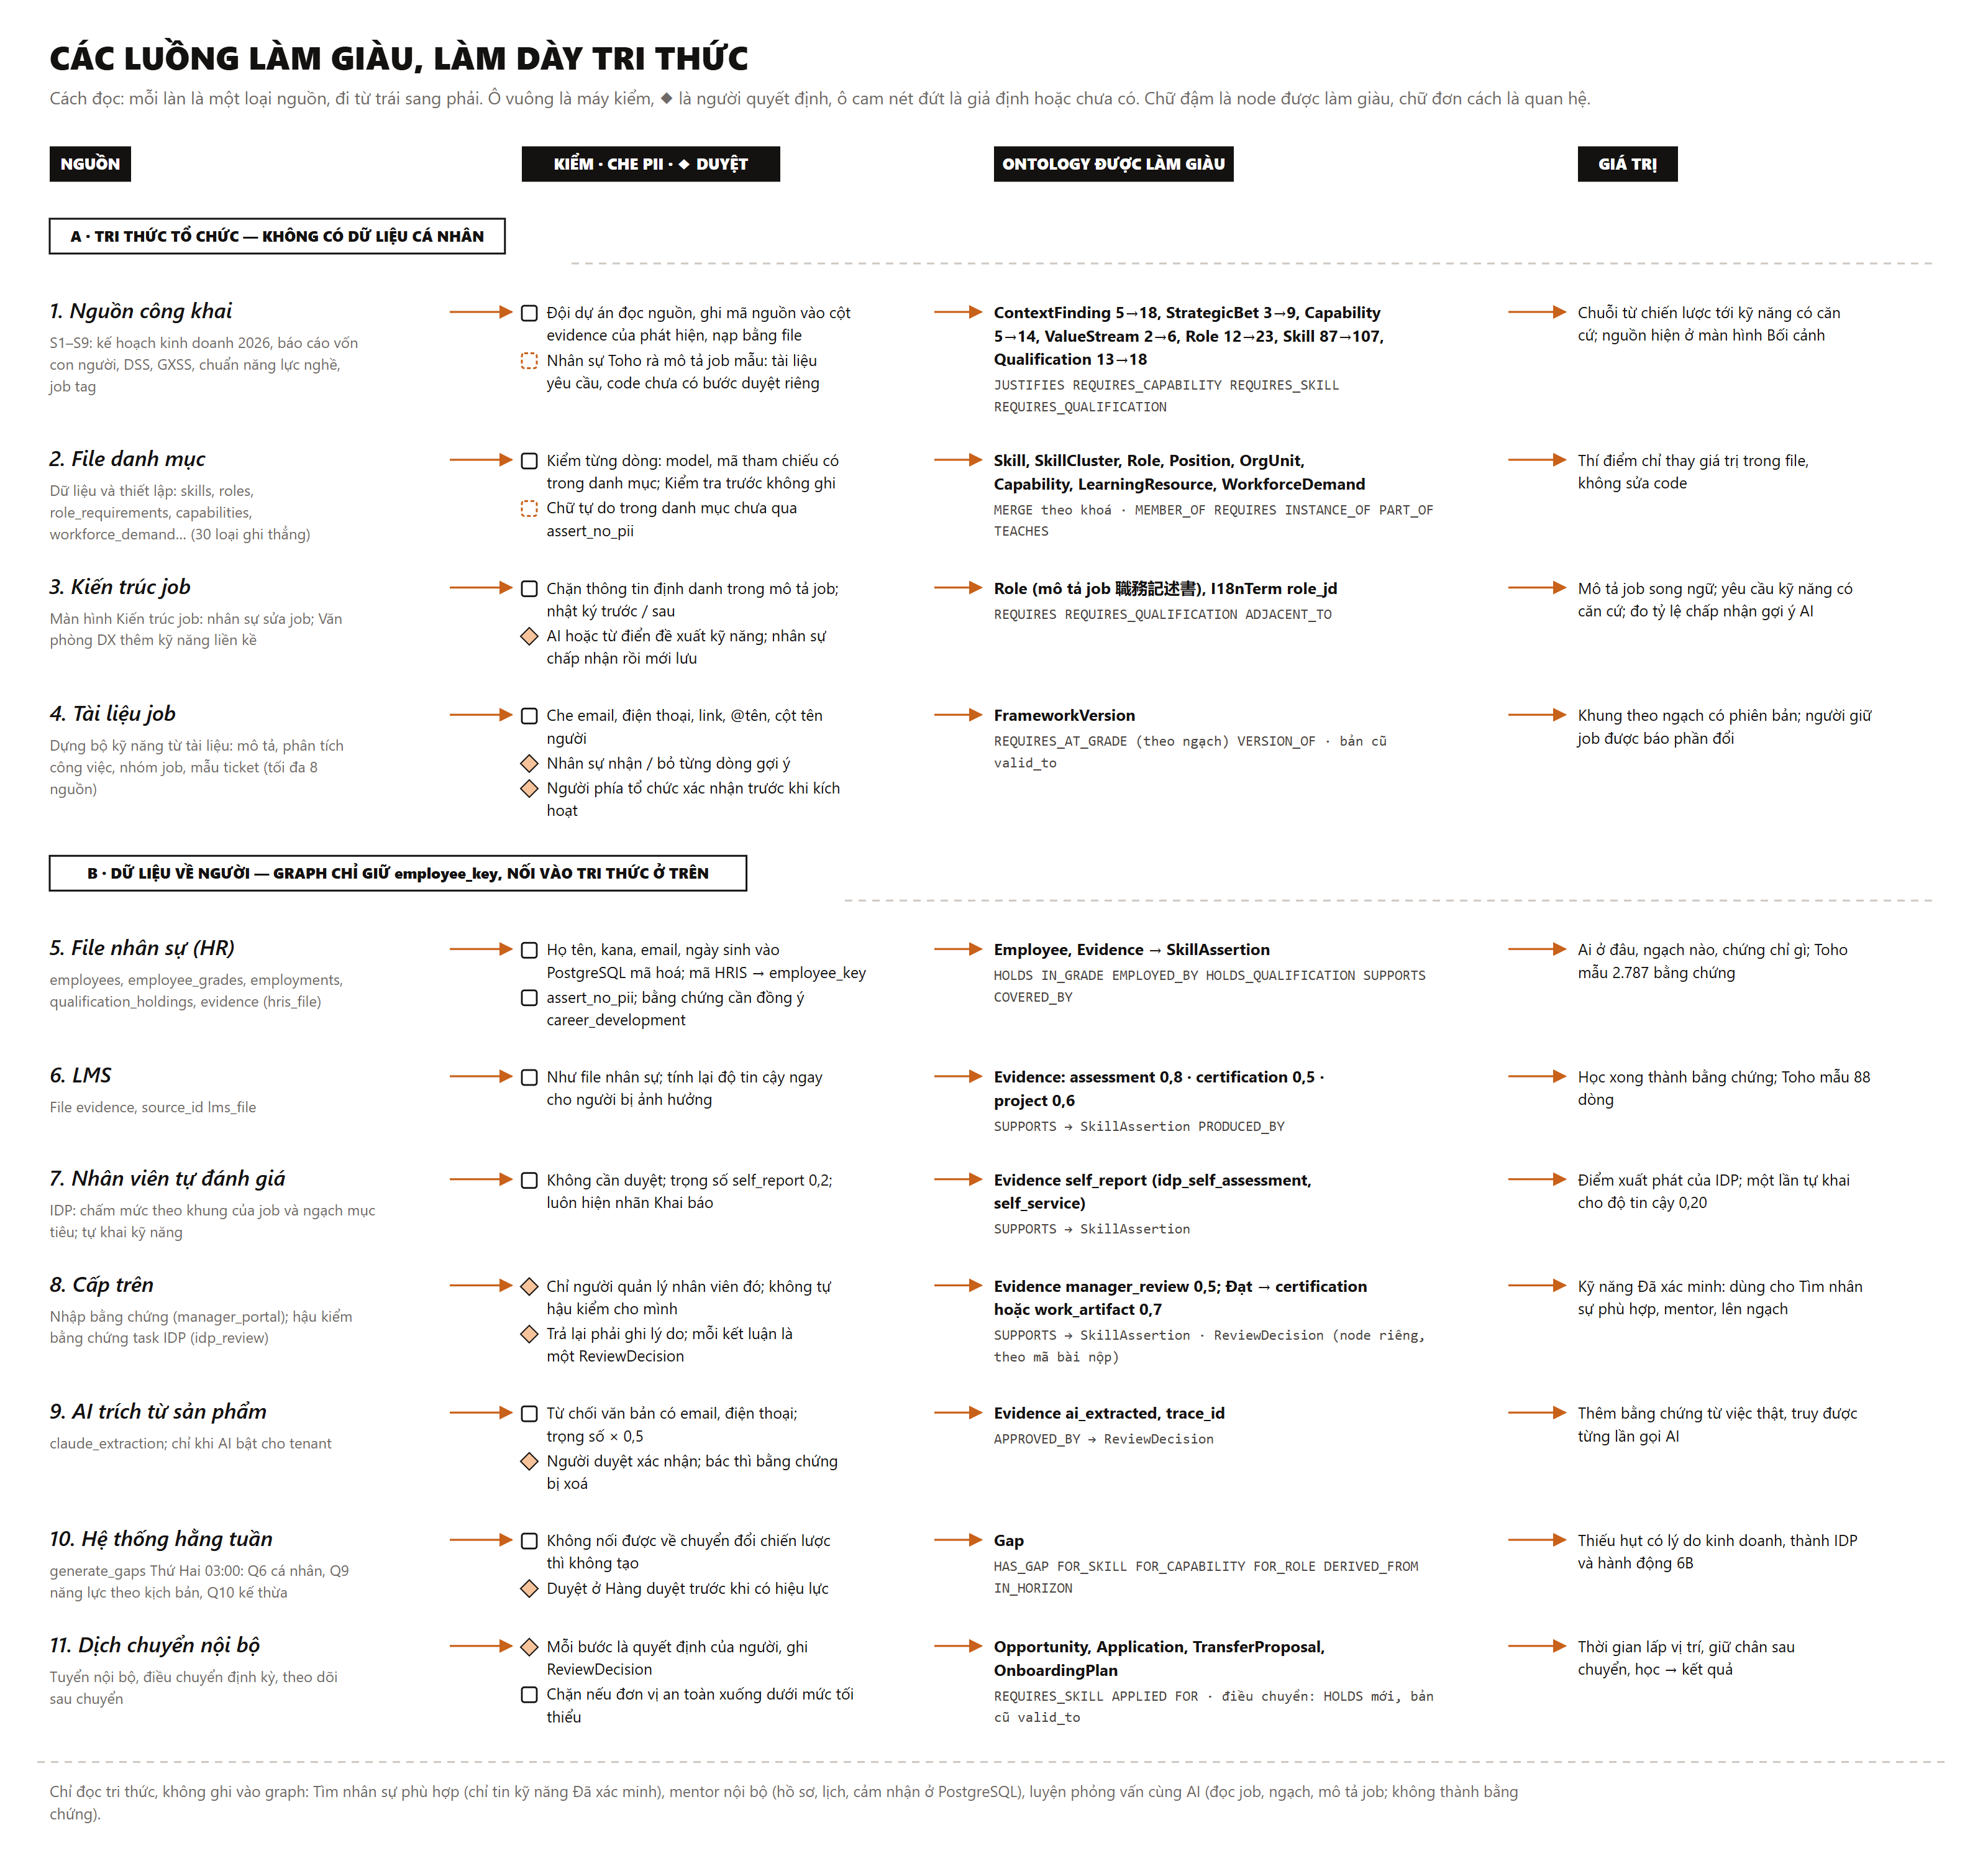 CÁC LUỒNG LÀM GIÀU, LÀM DÀY TRI THỨC
Cách đọc: mỗi làn là một loại nguồn, đi từ trái sang phải. Ô vuông là máy kiểm, ◆ là người quyết định, ô cam nét đứt là giả định hoặc chưa có. Chữ đậm là node được làm giàu, chữ đơn cách là quan hệ.
NGUỒN
KIỂM · CHE PII · ◆ DUYỆT
ONTOLOGY ĐƯỢC LÀM GIÀU
GIÁ TRỊ
A · TRI THỨC TỔ CHỨC — KHÔNG CÓ DỮ LIỆU CÁ NHÂN
1. Nguồn công khai
S1–S9: kế hoạch kinh doanh 2026, báo cáo vốn
con người, DSS, GXSS, chuẩn năng lực nghề,
job tag
Đội dự án đọc nguồn, ghi mã nguồn vào cột
evidence của phát hiện, nạp bằng file
Nhân sự Toho rà mô tả job mẫu: tài liệu
yêu cầu, code chưa có bước duyệt riêng
ContextFinding 5→18, StrategicBet 3→9, Capability
5→14, ValueStream 2→6, Role 12→23, Skill 87→107,
Qualification 13→18
JUSTIFIES REQUIRES_CAPABILITY REQUIRES_SKILL
REQUIRES_QUALIFICATION
Chuỗi từ chiến lược tới kỹ năng có căn
cứ; nguồn hiện ở màn hình Bối cảnh
2. File danh mục
Dữ liệu và thiết lập: skills, roles,
role_requirements, capabilities,
workforce_demand... (30 loại ghi thẳng)
Kiểm từng dòng: model, mã tham chiếu có
trong danh mục; Kiểm tra trước không ghi
Chữ tự do trong danh mục chưa qua
assert_no_pii
Skill, SkillCluster, Role, Position, OrgUnit,
Capability, LearningResource, WorkforceDemand
MERGE theo khoá · MEMBER_OF REQUIRES INSTANCE_OF PART_OF
TEACHES
Thí điểm chỉ thay giá trị trong file,
không sửa code
3. Kiến trúc job
Màn hình Kiến trúc job: nhân sự sửa job; Văn
phòng DX thêm kỹ năng liền kề
Chặn thông tin định danh trong mô tả job;
nhật ký trước / sau
AI hoặc từ điển đề xuất kỹ năng; nhân sự
chấp nhận rồi mới lưu
Role (mô tả job 職務記述書), I18nTerm role_jd
REQUIRES REQUIRES_QUALIFICATION ADJACENT_TO
Mô tả job song ngữ; yêu cầu kỹ năng có
căn cứ; đo tỷ lệ chấp nhận gợi ý AI
4. Tài liệu job
Dựng bộ kỹ năng từ tài liệu: mô tả, phân tích
công việc, nhóm job, mẫu ticket (tối đa 8
nguồn)
Che email, điện thoại, link, @tên, cột tên
người
Nhân sự nhận / bỏ từng dòng gợi ý
Người phía tổ chức xác nhận trước khi kích
hoạt
FrameworkVersion
REQUIRES_AT_GRADE (theo ngạch) VERSION_OF · bản cũ
valid_to
Khung theo ngạch có phiên bản; người giữ
job được báo phần đổi
B · DỮ LIỆU VỀ NGƯỜI — GRAPH CHỈ GIỮ employee_key, NỐI VÀO TRI THỨC Ở TRÊN
5. File nhân sự (HR)
employees, employee_grades, employments,
qualification_holdings, evidence (hris_file)
Họ tên, kana, email, ngày sinh vào
PostgreSQL mã hoá; mã HRIS → employee_key
assert_no_pii; bằng chứng cần đồng ý
career_development
Employee, Evidence → SkillAssertion
HOLDS IN_GRADE EMPLOYED_BY HOLDS_QUALIFICATION SUPPORTS
COVERED_BY
Ai ở đâu, ngạch nào, chứng chỉ gì; Toho
mẫu 2.787 bằng chứng
6. LMS
File evidence, source_id lms_file
Như file nhân sự; tính lại độ tin cậy ngay
cho người bị ảnh hưởng
Evidence: assessment 0,8 · certification 0,5 ·
project 0,6
SUPPORTS → SkillAssertion PRODUCED_BY
Học xong thành bằng chứng; Toho mẫu 88
dòng
7. Nhân viên tự đánh giá
IDP: chấm mức theo khung của job và ngạch mục
tiêu; tự khai kỹ năng
Không cần duyệt; trọng số self_report 0,2;
luôn hiện nhãn Khai báo
Evidence self_report (idp_self_assessment,
self_service)
SUPPORTS → SkillAssertion
Điểm xuất phát của IDP; một lần tự khai
cho độ tin cậy 0,20
8. Cấp trên
Nhập bằng chứng (manager_portal); hậu kiểm
bằng chứng task IDP (idp_review)
Chỉ người quản lý nhân viên đó; không tự
hậu kiểm cho mình
Trả lại phải ghi lý do; mỗi kết luận là
một ReviewDecision
Evidence manager_review 0,5; Đạt → certification
hoặc work_artifact 0,7
SUPPORTS → SkillAssertion · ReviewDecision (node riêng,
theo mã bài nộp)
Kỹ năng Đã xác minh: dùng cho Tìm nhân
sự phù hợp, mentor, lên ngạch
9. AI trích từ sản phẩm
claude_extraction; chỉ khi AI bật cho tenant
Từ chối văn bản có email, điện thoại;
trọng số × 0,5
Người duyệt xác nhận; bác thì bằng chứng
bị xoá
Evidence ai_extracted, trace_id
APPROVED_BY → ReviewDecision
Thêm bằng chứng từ việc thật, truy được
từng lần gọi AI
10. Hệ thống hằng tuần
generate_gaps Thứ Hai 03:00: Q6 cá nhân, Q9
năng lực theo kịch bản, Q10 kế thừa
Không nối được về chuyển đổi chiến lược
thì không tạo
Duyệt ở Hàng duyệt trước khi có hiệu lực
Gap
HAS_GAP FOR_SKILL FOR_CAPABILITY FOR_ROLE DERIVED_FROM
IN_HORIZON
Thiếu hụt có lý do kinh doanh, thành IDP
và hành động 6B
11. Dịch chuyển nội bộ
Tuyển nội bộ, điều chuyển định kỳ, theo dõi
sau chuyển
Mỗi bước là quyết định của người, ghi
ReviewDecision
Chặn nếu đơn vị an toàn xuống dưới mức tối
thiểu
Opportunity, Application, TransferProposal,
OnboardingPlan
REQUIRES_SKILL APPLIED FOR · điều chuyển: HOLDS mới, bản
cũ valid_to
Thời gian lấp vị trí, giữ chân sau
chuyển, học → kết quả
Chỉ đọc tri thức, không ghi vào graph: Tìm nhân sự phù hợp (chỉ tin kỹ năng Đã xác minh), mentor nội bộ (hồ sơ, lịch, cảm nhận ở PostgreSQL), luyện phỏng vấn cùng AI (đọc job, ngạch, mô tả job; không thành bằng
chứng).